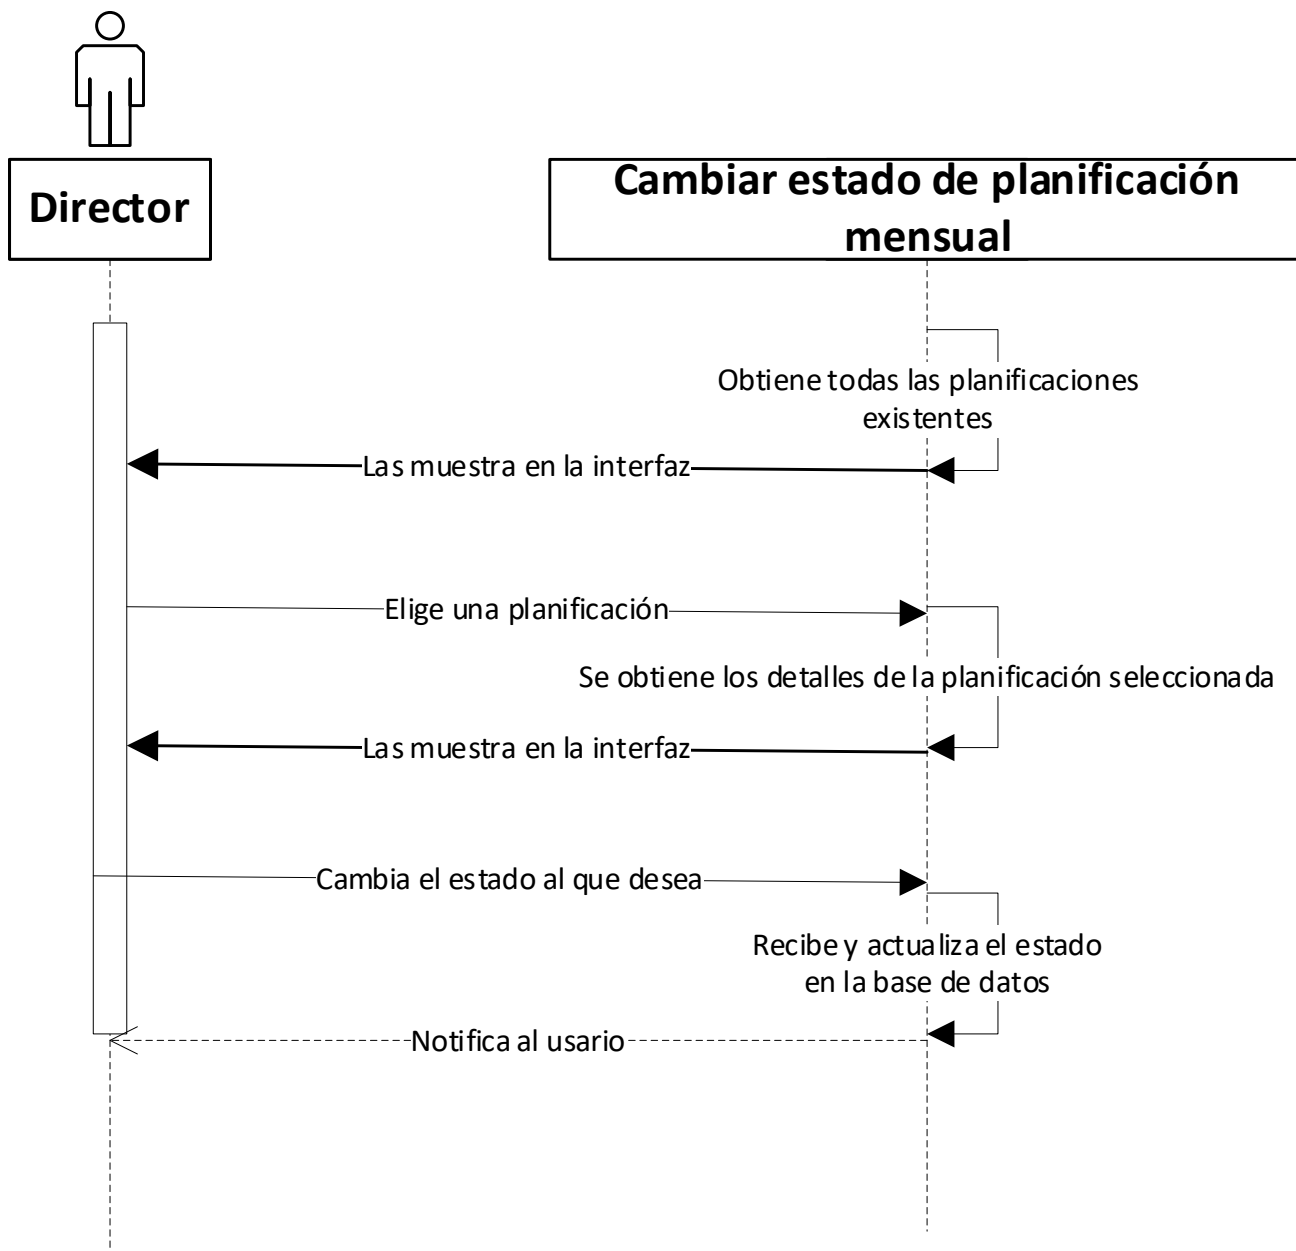 Director
Cambiar estado de planificación
mensual
Obtiene todas las planificaciones
existentes
Las muestra en la interfaz
Elige una planificación
Se obtiene los detalles de la planificación seleccionada
Las muestra en la interfaz
Cambia el estado al que desea
Recibe y actualiza el estado
en la base de datos
Notifica al usario